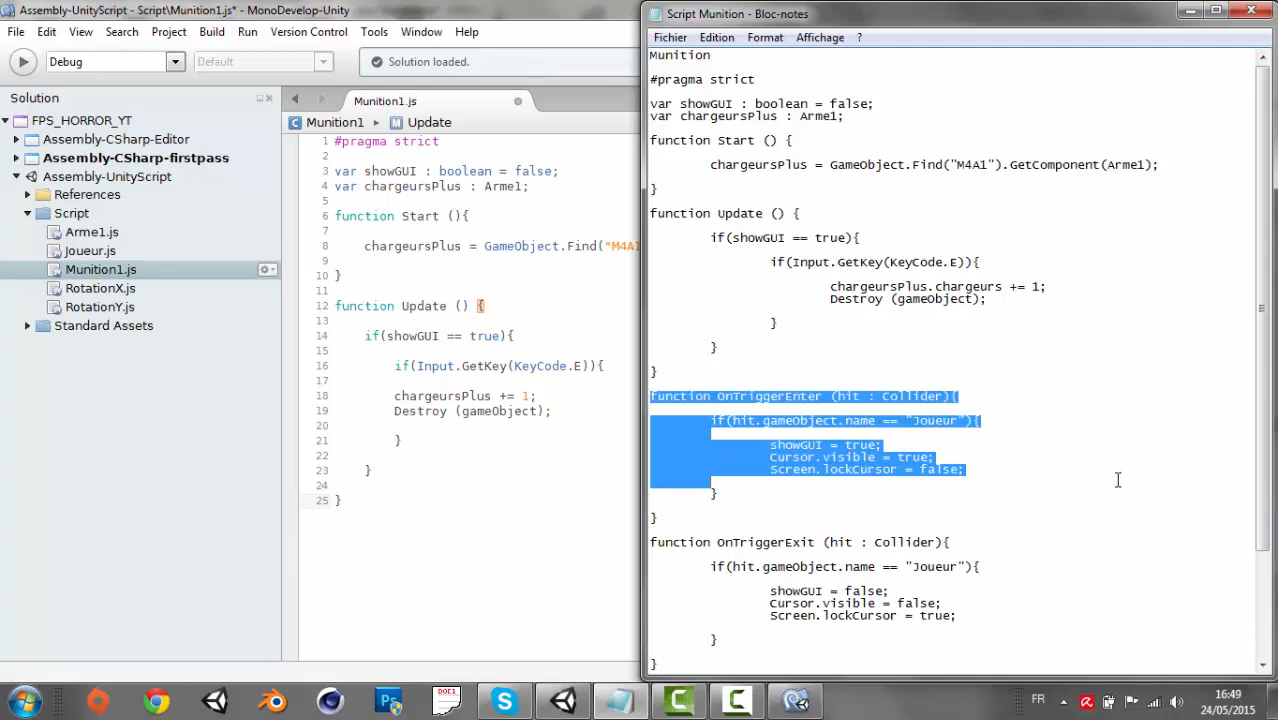 Assembly-UnityScript - Script\Munition1.js* - MonoDevelop-Unity
File Edit View Search Project Build Run Version Control Tools Window Help
Debug
Default
Solution loaded.
Solution
FPS_HORROR_YT
Assembly-CSharp-Editor
Assembly-CSharp-firstpass
Assembly-UnityScript
References
Script
Arme1.js
Joueur.js
Munition1.js
RotationX.js
RotationY.js
Standard Assets
Munition1.js
Munition1 Update
1 #pragma strict
2
3 var showGUI : boolean = false;
4 var chargeursPlus : Arme1;
5
6 function Start (){
7
8 chargeursPlus = GameObject.Find("M4A1
9
10 }
11
12 function Update () {
13
14 if(showGUI == true){
15
16 if(Input.GetKey(KeyCode.E)){
17
18 chargeursPlus += 1;
19 Destroy (gameObject);
20
21 }
22
23 }
24
25 }
Script Munition - Bloc-notes
Fichier Edition Format Affichage ?
Munition
#pragma strict
var showGUI : boolean = false;
var chargeursPlus : Arme1;
function Start () {
chargeursPlus = GameObject.Find("M4A1").GetComponent(Arme1);
}
function Update () {
if(showGUI == true){
if(Input.GetKey(KeyCode.E)){
chargeursPlus.chargeurs += 1;
Destroy (gameObject);
}
}
}
function OnTriggerEnter (hit : Collider){
if(hit.gameObject.name == "Joueur"){
showGUI = true;
Cursor.visible = true;
Screen.lockCursor = false;
}
}
function OnTriggerExit (hit : Collider){
if(hit.gameObject.name == "Joueur"){
showGUI = false;
Cursor.visible = false;
Screen.lockCursor = true;
}
}
DOC1
FR
16:49
24/05/2015